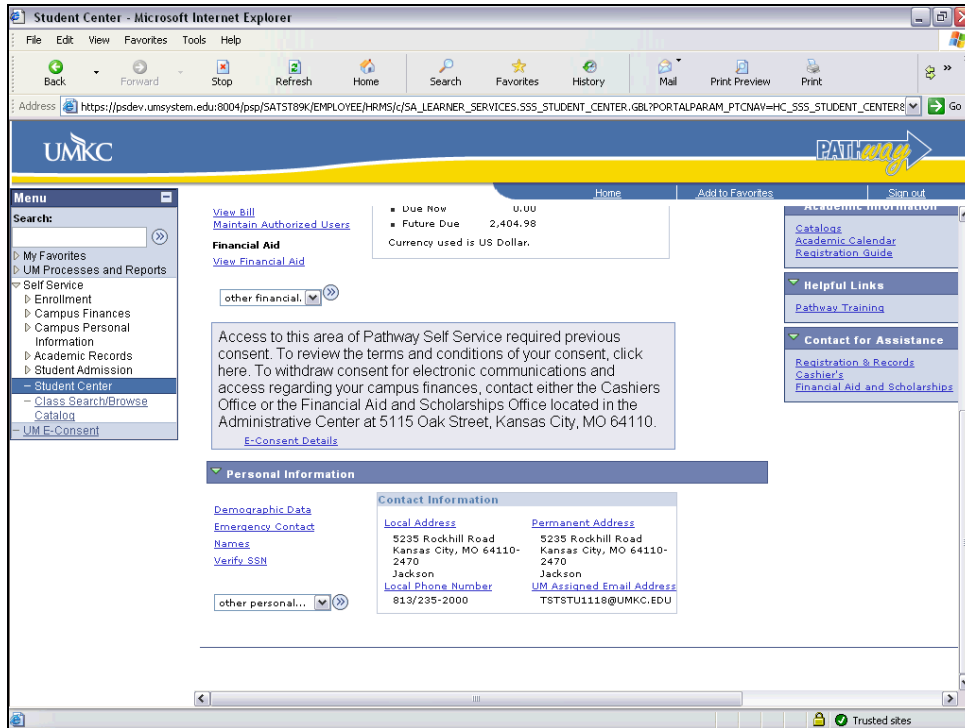 Student Center - Microsoft Internet Explorer
File Edit View Favorites Tools Help
Back Forward Stop Refresh Home Search Favorites History Mail Print Preview Print
Address https://psdev.umsystem.edu:8004/psp/SATST89K/EMPLOYEE/HRMS/c/SA_LEARNER_SERVICES.SSS_STUDENT_CENTER.GBL?PORTALPARAM_PTCNAV=HC_SSS_STUDENT_CENTER& Go
UMKC
PATHway
Home Add to Favorites Sign out
Menu
Search:
My Favorites
UM Processes and Reports
Self Service
Enrollment
Campus Finances
Campus Personal
Information
Academic Records
Student Admission
Student Center
Class Search/Browse
Catalog
UM E-Consent
View Bill
Maintain Authorized Users
Financial Aid
View Financial Aid
Due Now 0.00
Future Due 2,404.98
Currency used is US Dollar.
other financial.
Access to this area of Pathway Self Service required previous
consent. To review the terms and conditions of your consent, click
here. To withdraw consent for electronic communications and
access regarding your campus finances, contact either the Cashiers
Office or the Financial Aid and Scholarships Office located in the
Administrative Center at 5115 Oak Street, Kansas City, MO 64110.
E-Consent Details
Personal Information
Demographic Data
Emergency Contact
Names
Verify SSN
other personal...
Contact Information
Local Address
5235 Rockhill Road
Kansas City, MO 64110-
2470
Jackson
Permanent Address
5235 Rockhill Road
Kansas City, MO 64110-
2470
Jackson
Local Phone Number
813/235-2000
UM Assigned Email Address
TSTSTU1118@UMKC.EDU
Academic Information
Catalogs
Academic Calendar
Registration Guide
Helpful Links
Pathway Training
Contact for Assistance
Registration & Records
Cashier's
Financial Aid and Scholarships
Trusted sites